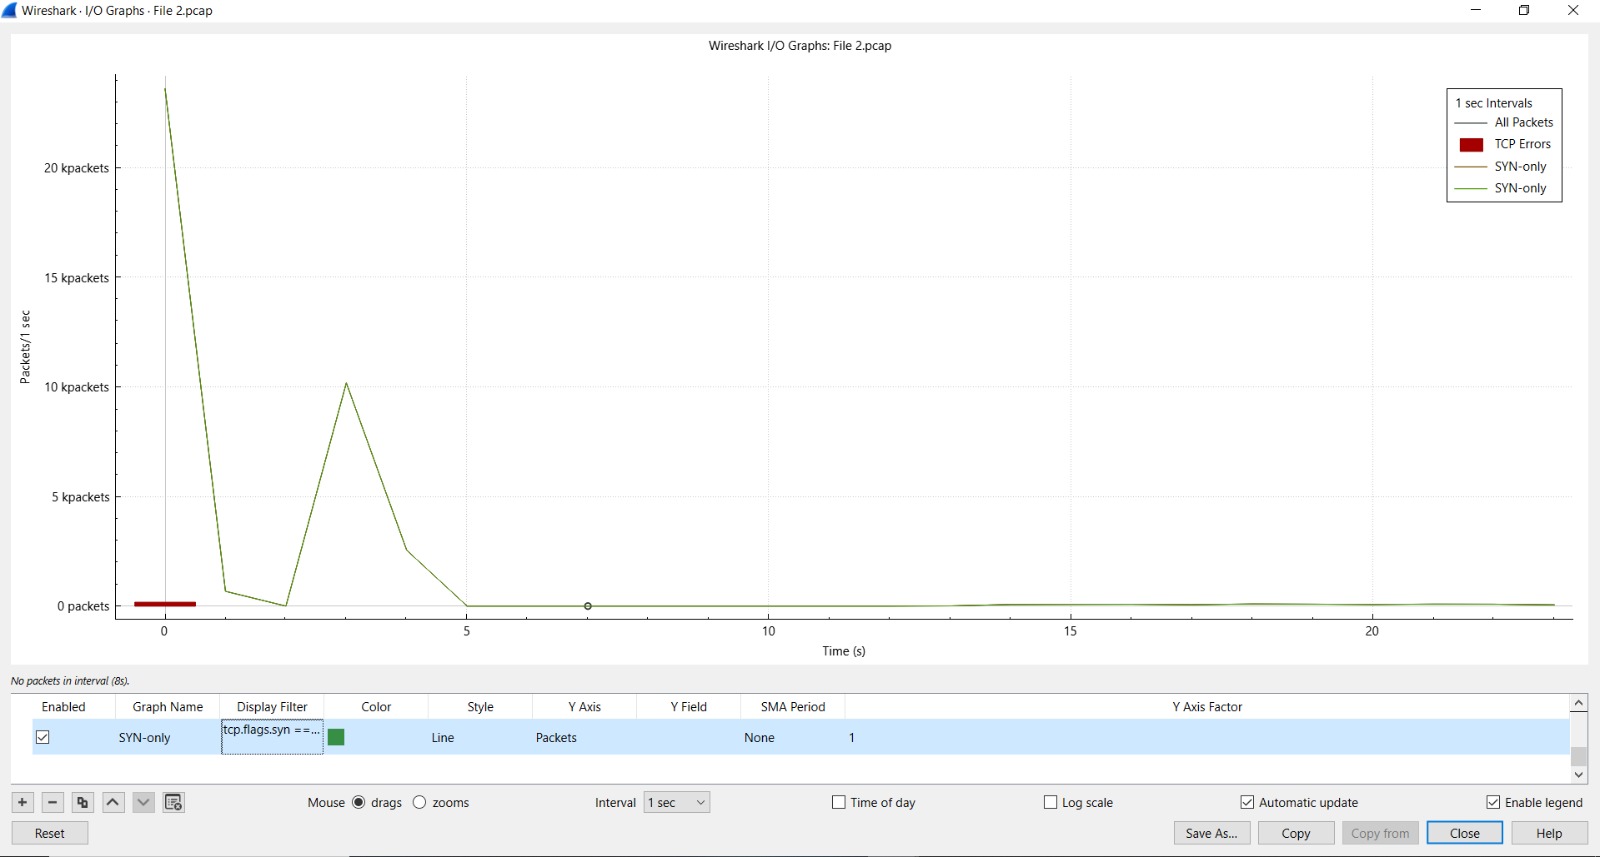 Wireshark · I/O Graphs · File 2.pcap
Wireshark I/O Graphs: File 2.pcap
1 sec Intervals
All Packets
TCP Errors
SYN-only
SYN-only
Packets/1 sec
20 kpackets
15 kpackets
10 kpackets
5 kpackets
0 packets
0 5 10 15 20
Time (s)
No packets in interval (8s).
Enabled Graph Name Display Filter Color Style Y Axis Y Field SMA Period Y Axis Factor
SYN-only tcp.flags.syn ==... Line Packets None 1
Mouse drags zooms Interval 1 sec Time of day Log scale Automatic update Enable legend
Reset Save As... Copy Copy from Close Help